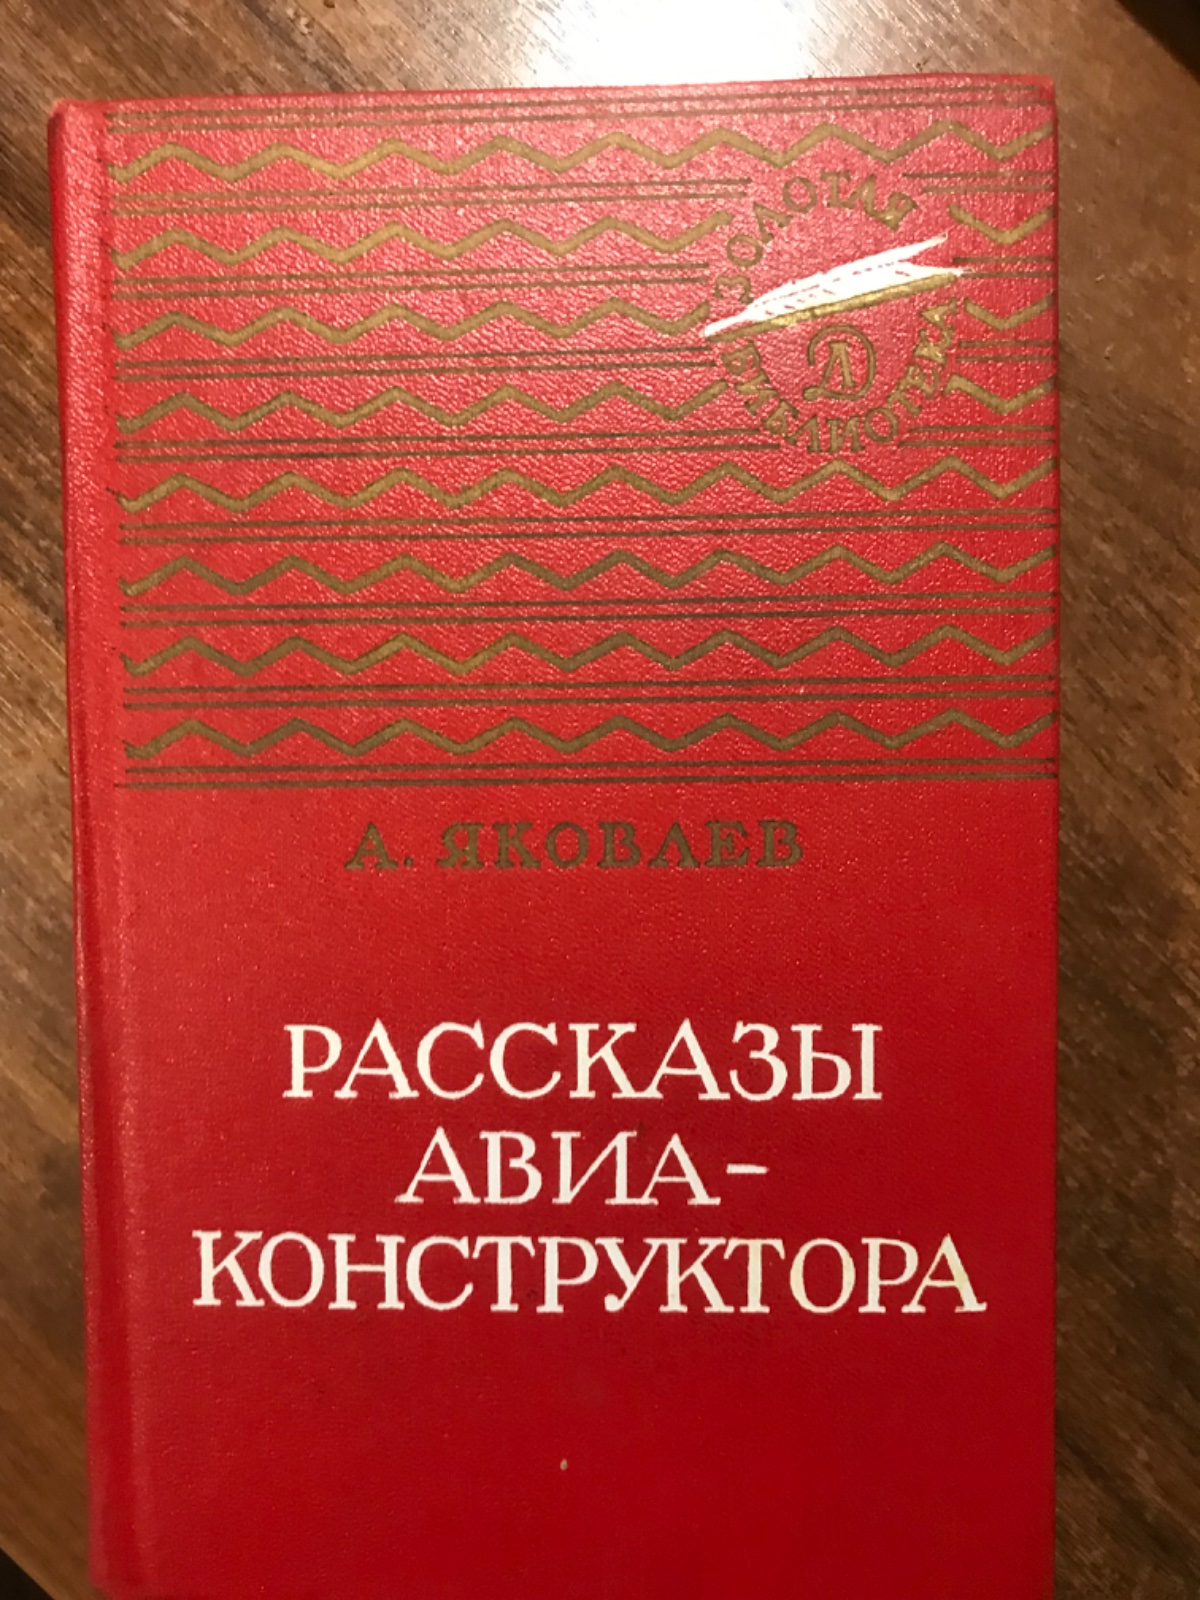 ЗОЛОТАЯ
БИБЛИОТЕКА
Д Л
А. ЯКОВЛЕВ
РАССКАЗЫ
АВИА-
КОНСТРУКТОРА